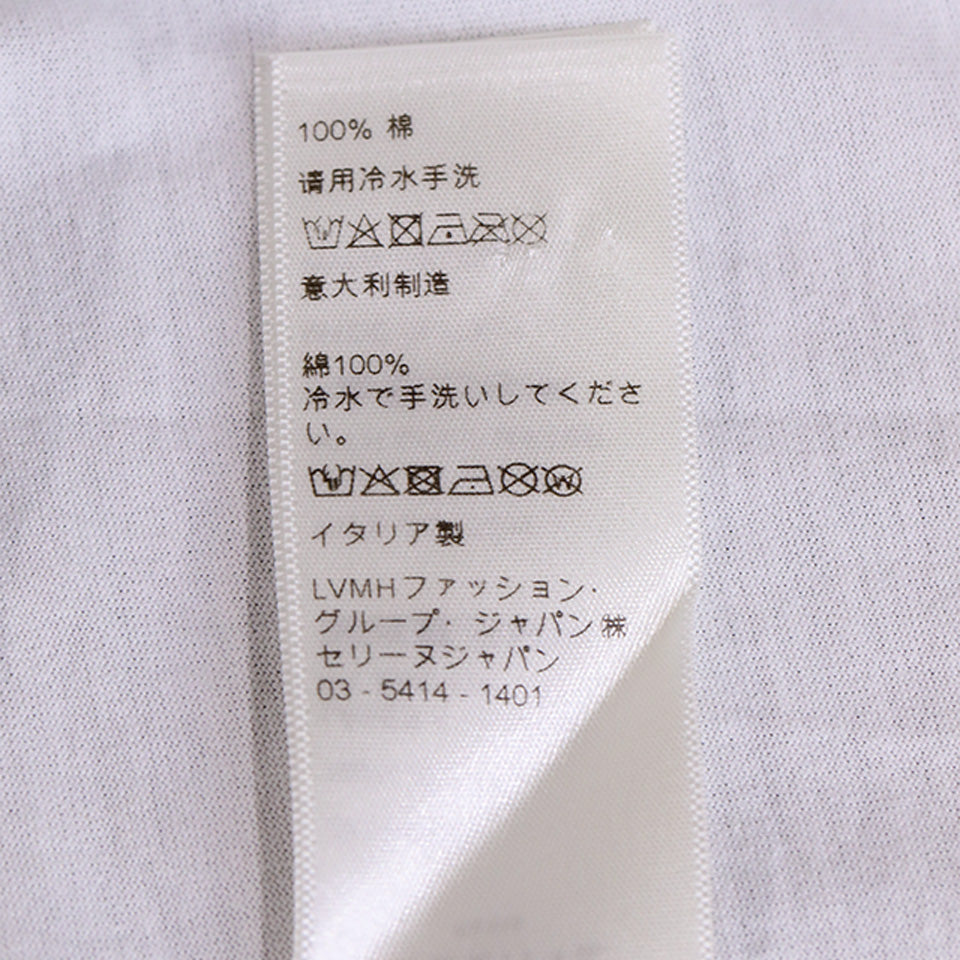 100% 棉
请用冷水手洗
意大利制造
綿100%
冷水で手洗いしてくださ
い。
W
イタリア製
LVMHファッション・
グループ・ジャパン㈱
セリーヌジャパン
03 - 5414 - 1401